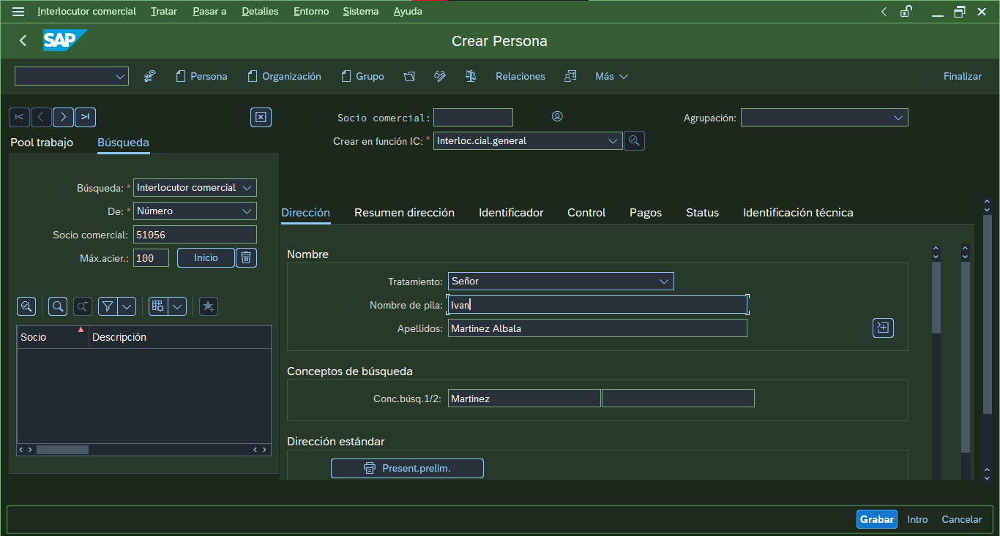 Interlocutor comercial Tratar Pasar a Detalles Entorno Sistema Ayuda
SAP Crear Persona
Persona Organización Grupo Relaciones Más Finalizar
Socio comercial: Agrupación:
Crear en función IC: * Interloc.cial.general
Pool trabajo Búsqueda
Búsqueda: * Interlocutor comercial
De: * Número
Socio comercial: 51056
Máx.acier.: 100 Inicio
Socio Descripción
Dirección Resumen dirección Identificador Control Pagos Status Identificación técnica
Nombre
Tratamiento: Señor
Nombre de pila: Ivan
Apellidos: Martinez Albala
Conceptos de búsqueda
Conc.búsq.1/2: Martinez
Dirección estándar
Present.prelim.
Grabar Intro Cancelar